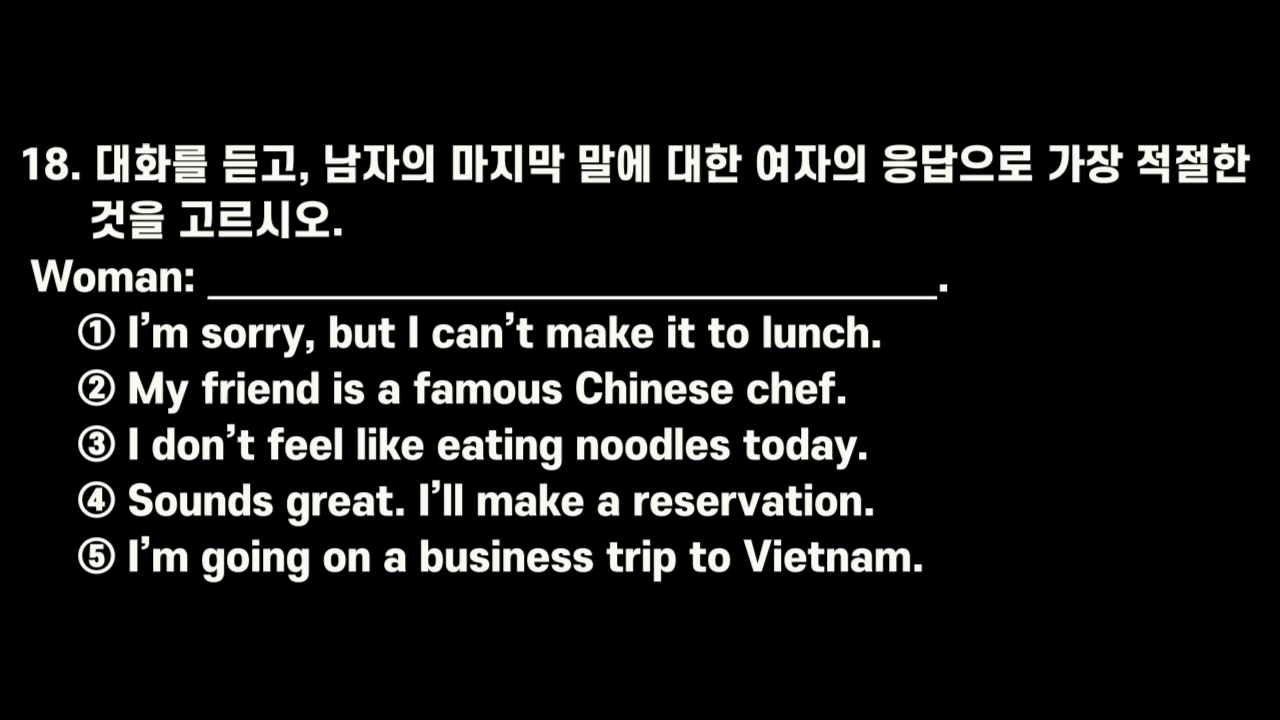 18. 대화를 듣고, 남자의 마지막 말에 대한 여자의 응답으로 가장 적절한
것을 고르시오.
Woman: ______________________________.
① I’m sorry, but I can’t make it to lunch.
② My friend is a famous Chinese chef.
③ I don’t feel like eating noodles today.
④ Sounds great. I’ll make a reservation.
⑤ I’m going on a business trip to Vietnam.